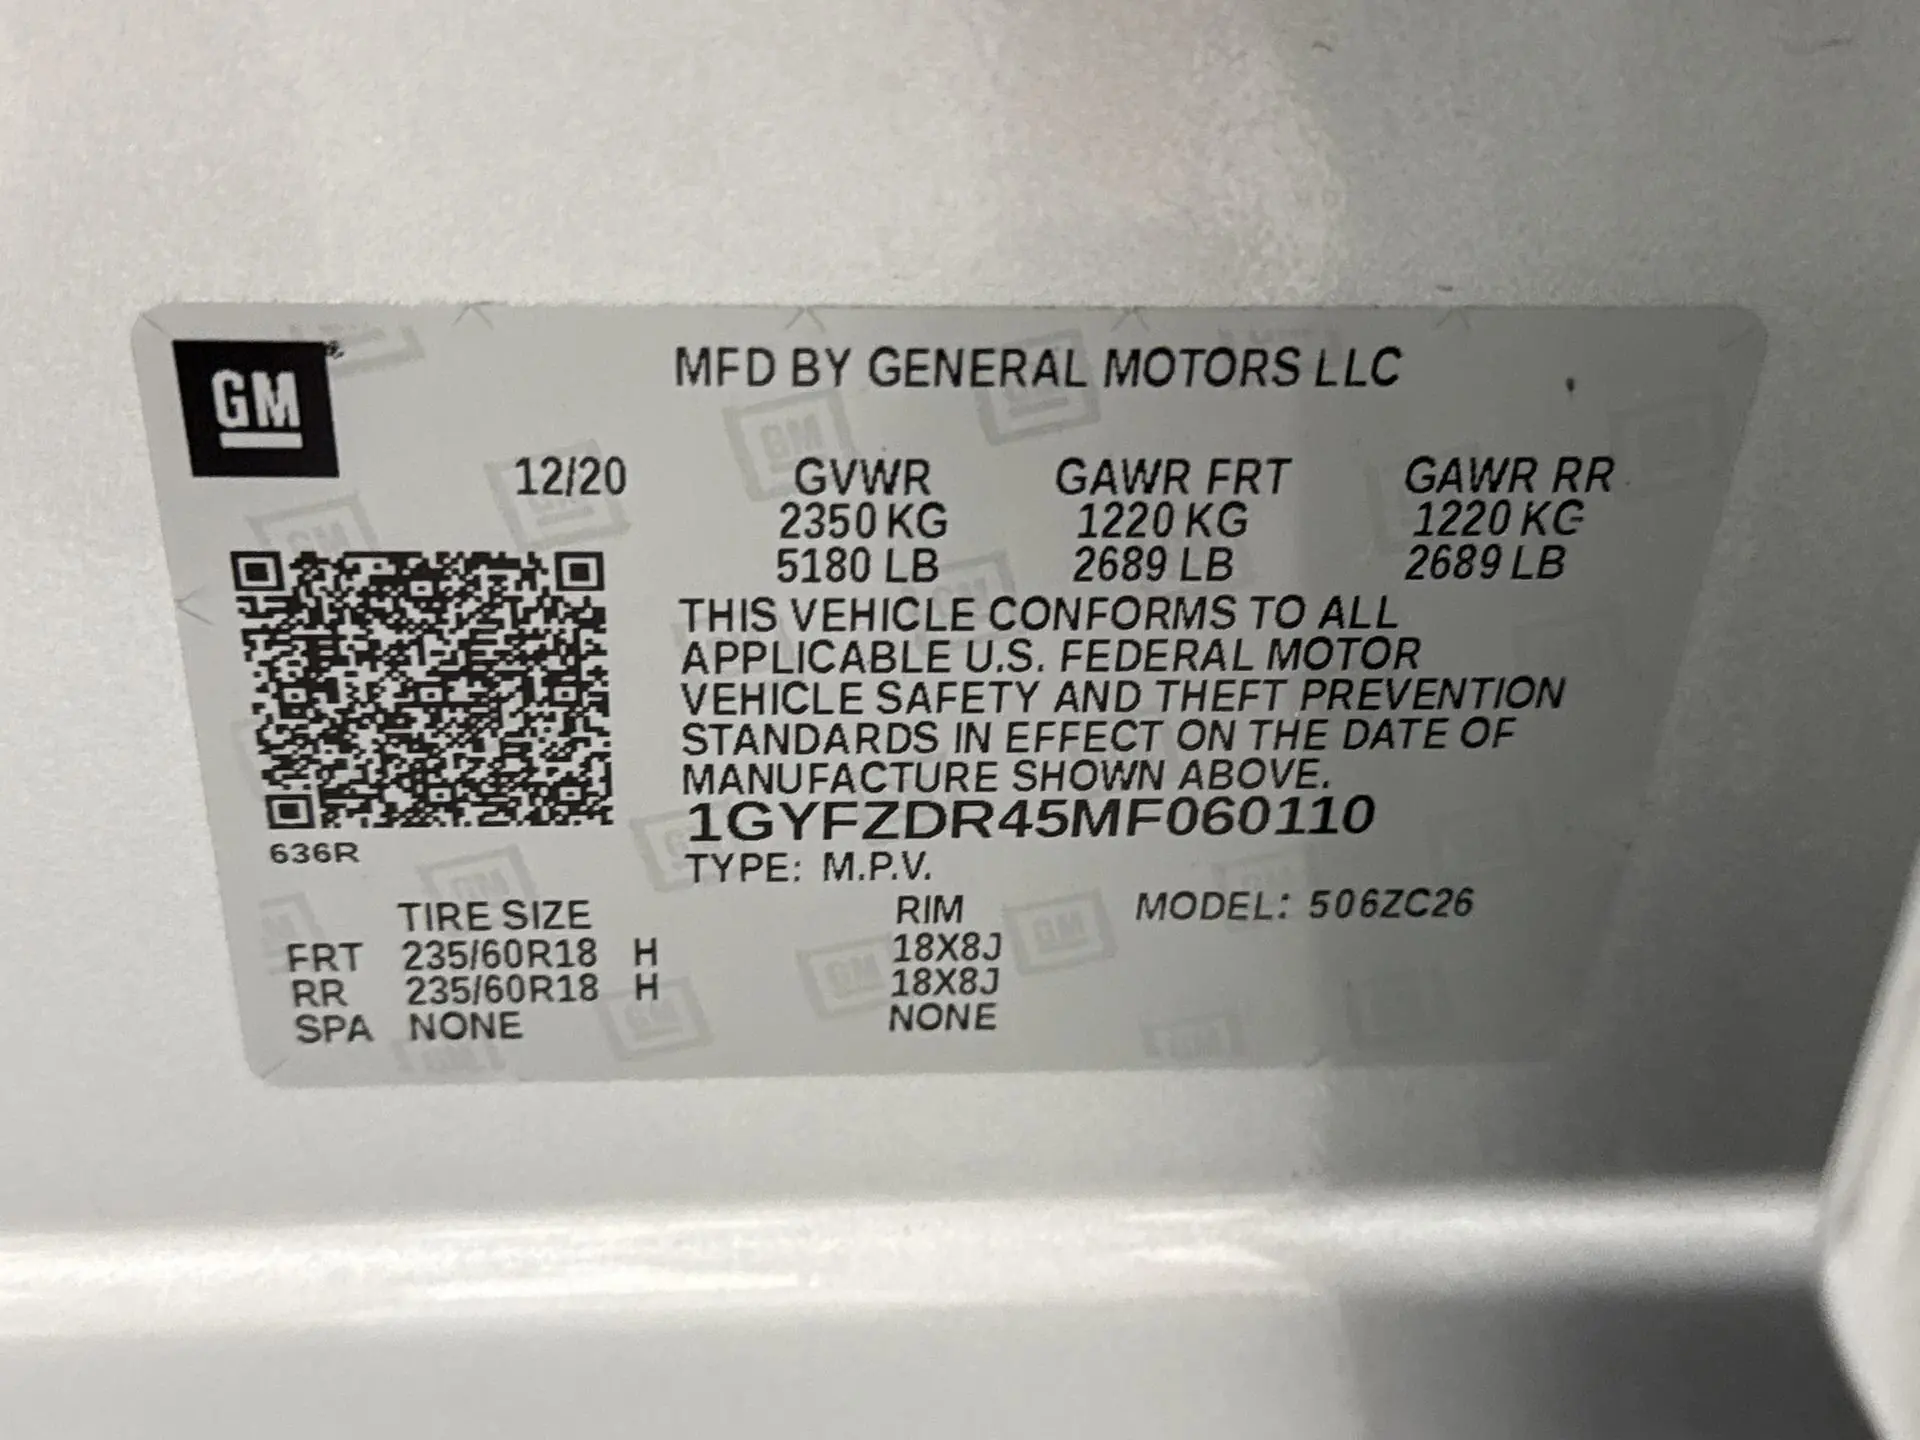 GM
MFD BY GENERAL MOTORS LLC
12/20 GVWR GAWR FRT GAWR RR
2350 KG 1220 KG 1220 KG
5180 LB 2689 LB 2689 LB
THIS VEHICLE CONFORMS TO ALL
APPLICABLE U.S. FEDERAL MOTOR
VEHICLE SAFETY AND THEFT PREVENTION
STANDARDS IN EFFECT ON THE DATE OF
MANUFACTURE SHOWN ABOVE.
1GYFZDR45MF060110
636R
TYPE: M.P.V.
TIRE SIZE RIM MODEL: 506ZC26
FRT 235/60R18 H 18X8J
RR 235/60R18 H 18X8J
SPA NONE NONE